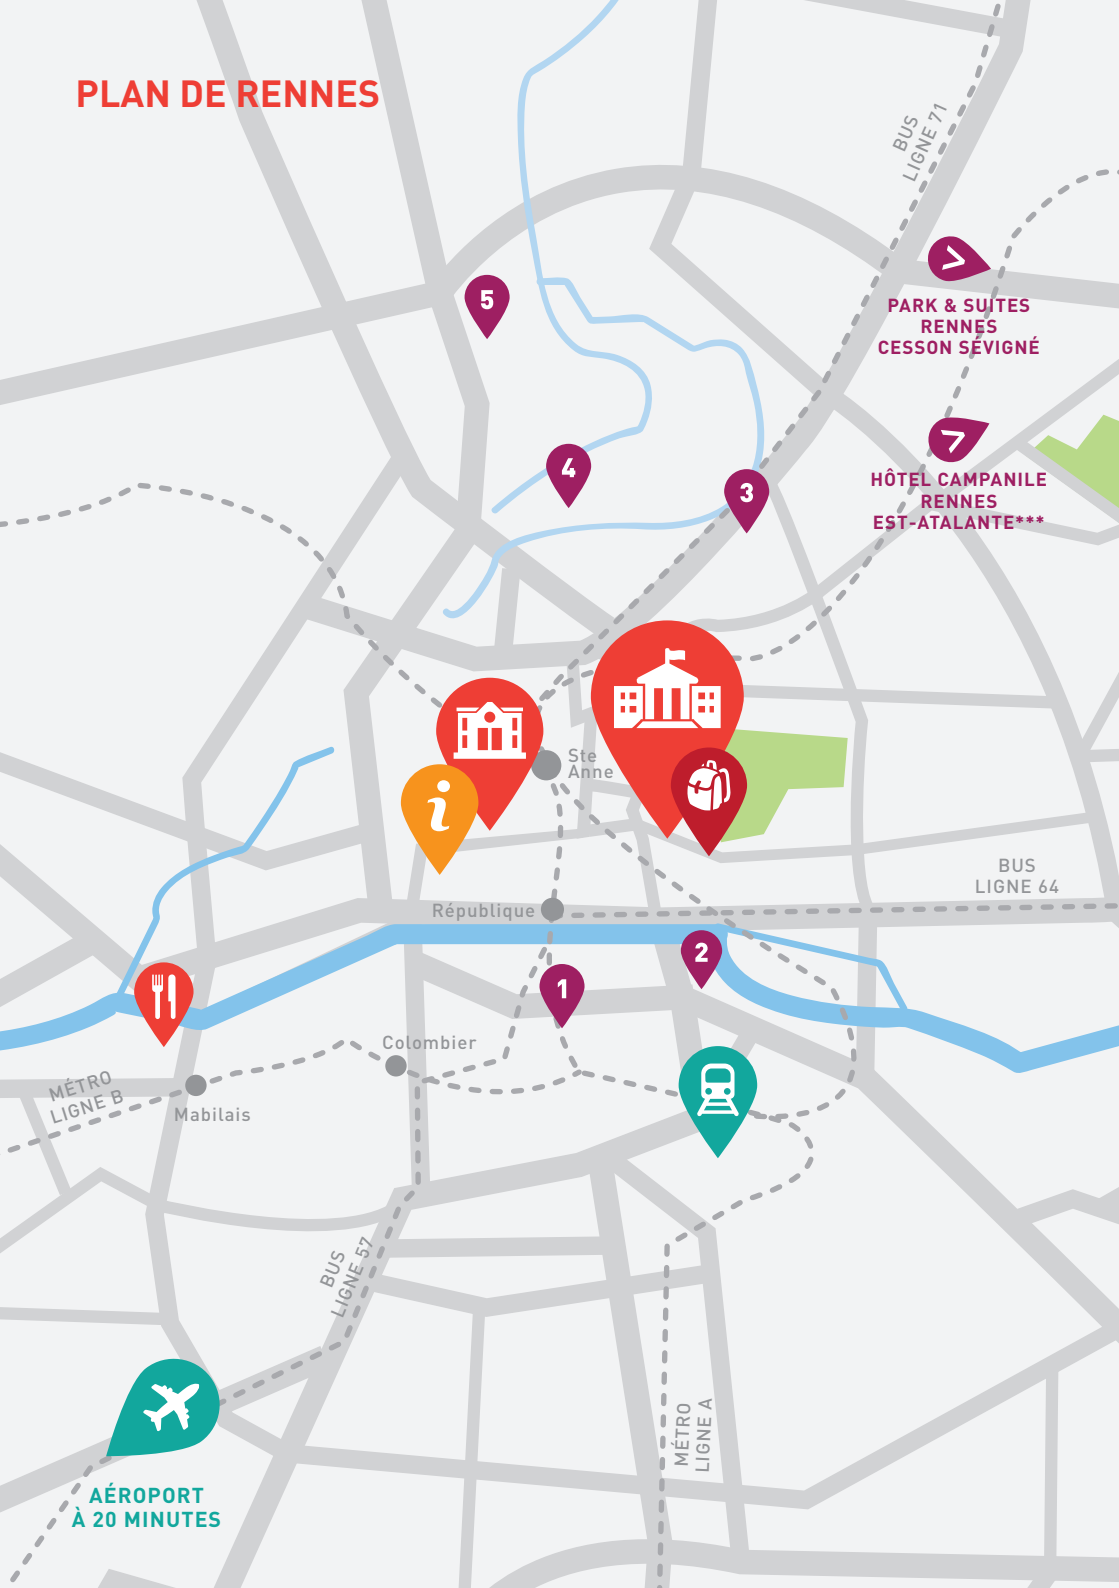 PLAN DE RENNES
BUS
LIGNE 71
PARK & SUITES
RENNES
CESSON SÉVIGNÉ
5
4
3
HÔTEL CAMPANILE
RENNES
EST-ATALANTE***
Ste
Anne
i
BUS
LIGNE 64
République
2
1
Colombier
MÉTRO
LIGNE B
Mabilais
BUS
LIGNE 57
MÉTRO
LIGNE A
AÉROPORT
À 20 MINUTES